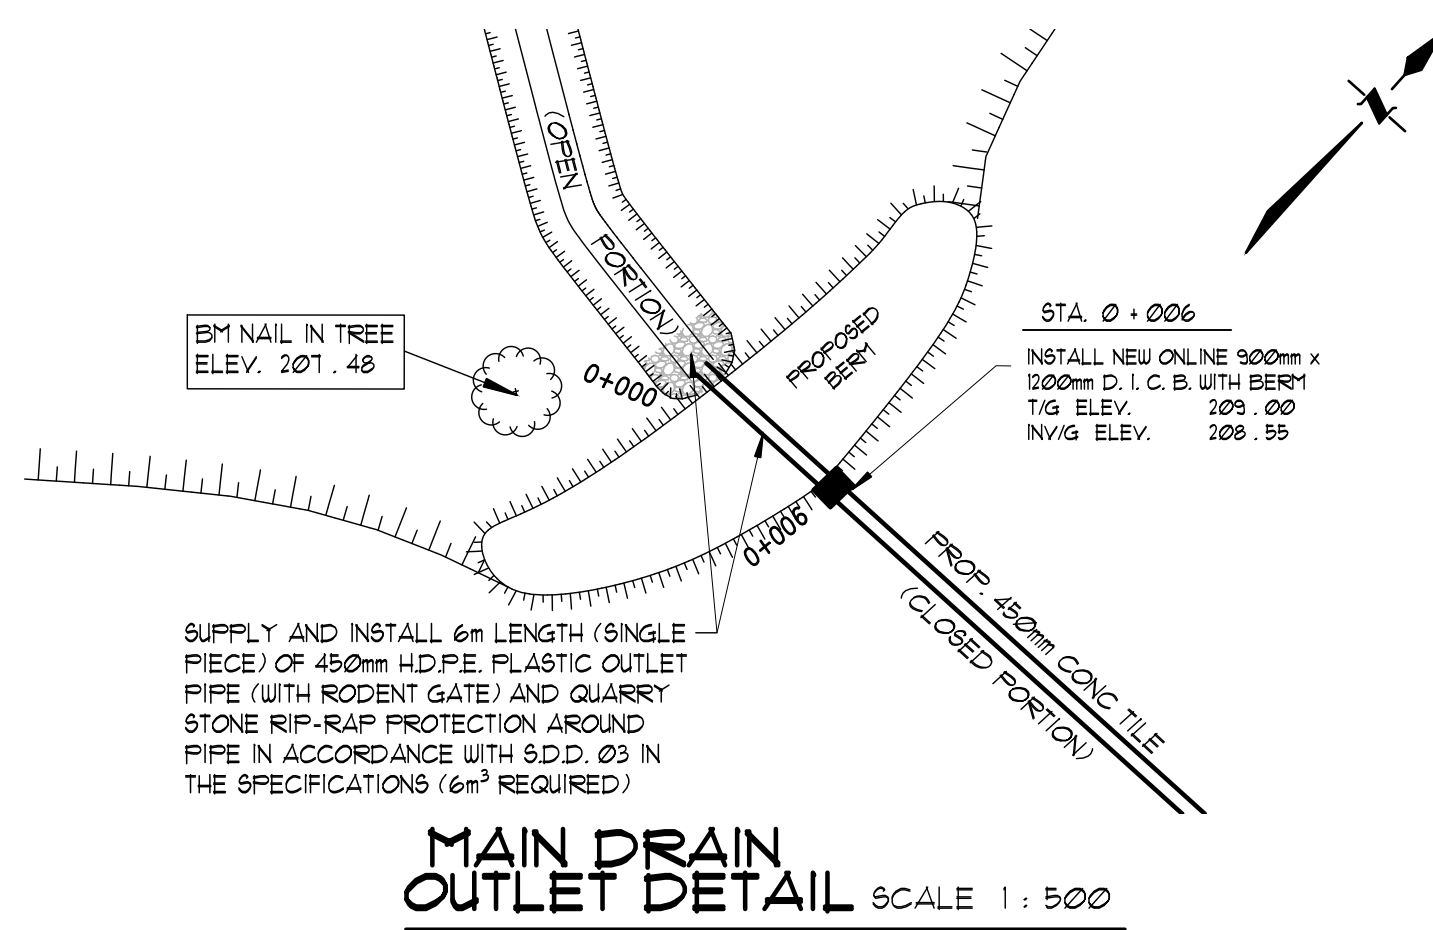 (OPEN
PORTION)
BM NAIL IN TREE
ELEV. 207.48
0+000
PROPOSED
BERM
STA. 0+006
INSTALL NEW ONLINE 900mm x
1200mm D.I.C.B. WITH BERM
T/G ELEV. 209.00
INV/G ELEV. 208.55
0+006
PROP. 450mm CONC TILE
(CLOSED PORTION)
SUPPLY AND INSTALL 6m LENGTH (SINGLE
PIECE) OF 450mm H.D.P.E. PLASTIC OUTLET
PIPE (WITH RODENT GATE) AND QUARRY
STONE RIP-RAP PROTECTION AROUND
PIPE IN ACCORDANCE WITH S.D.D. 03 IN
THE SPECIFICATIONS (6m³ REQUIRED)
MAIN DRAIN
OUTLET DETAIL SCALE 1:500